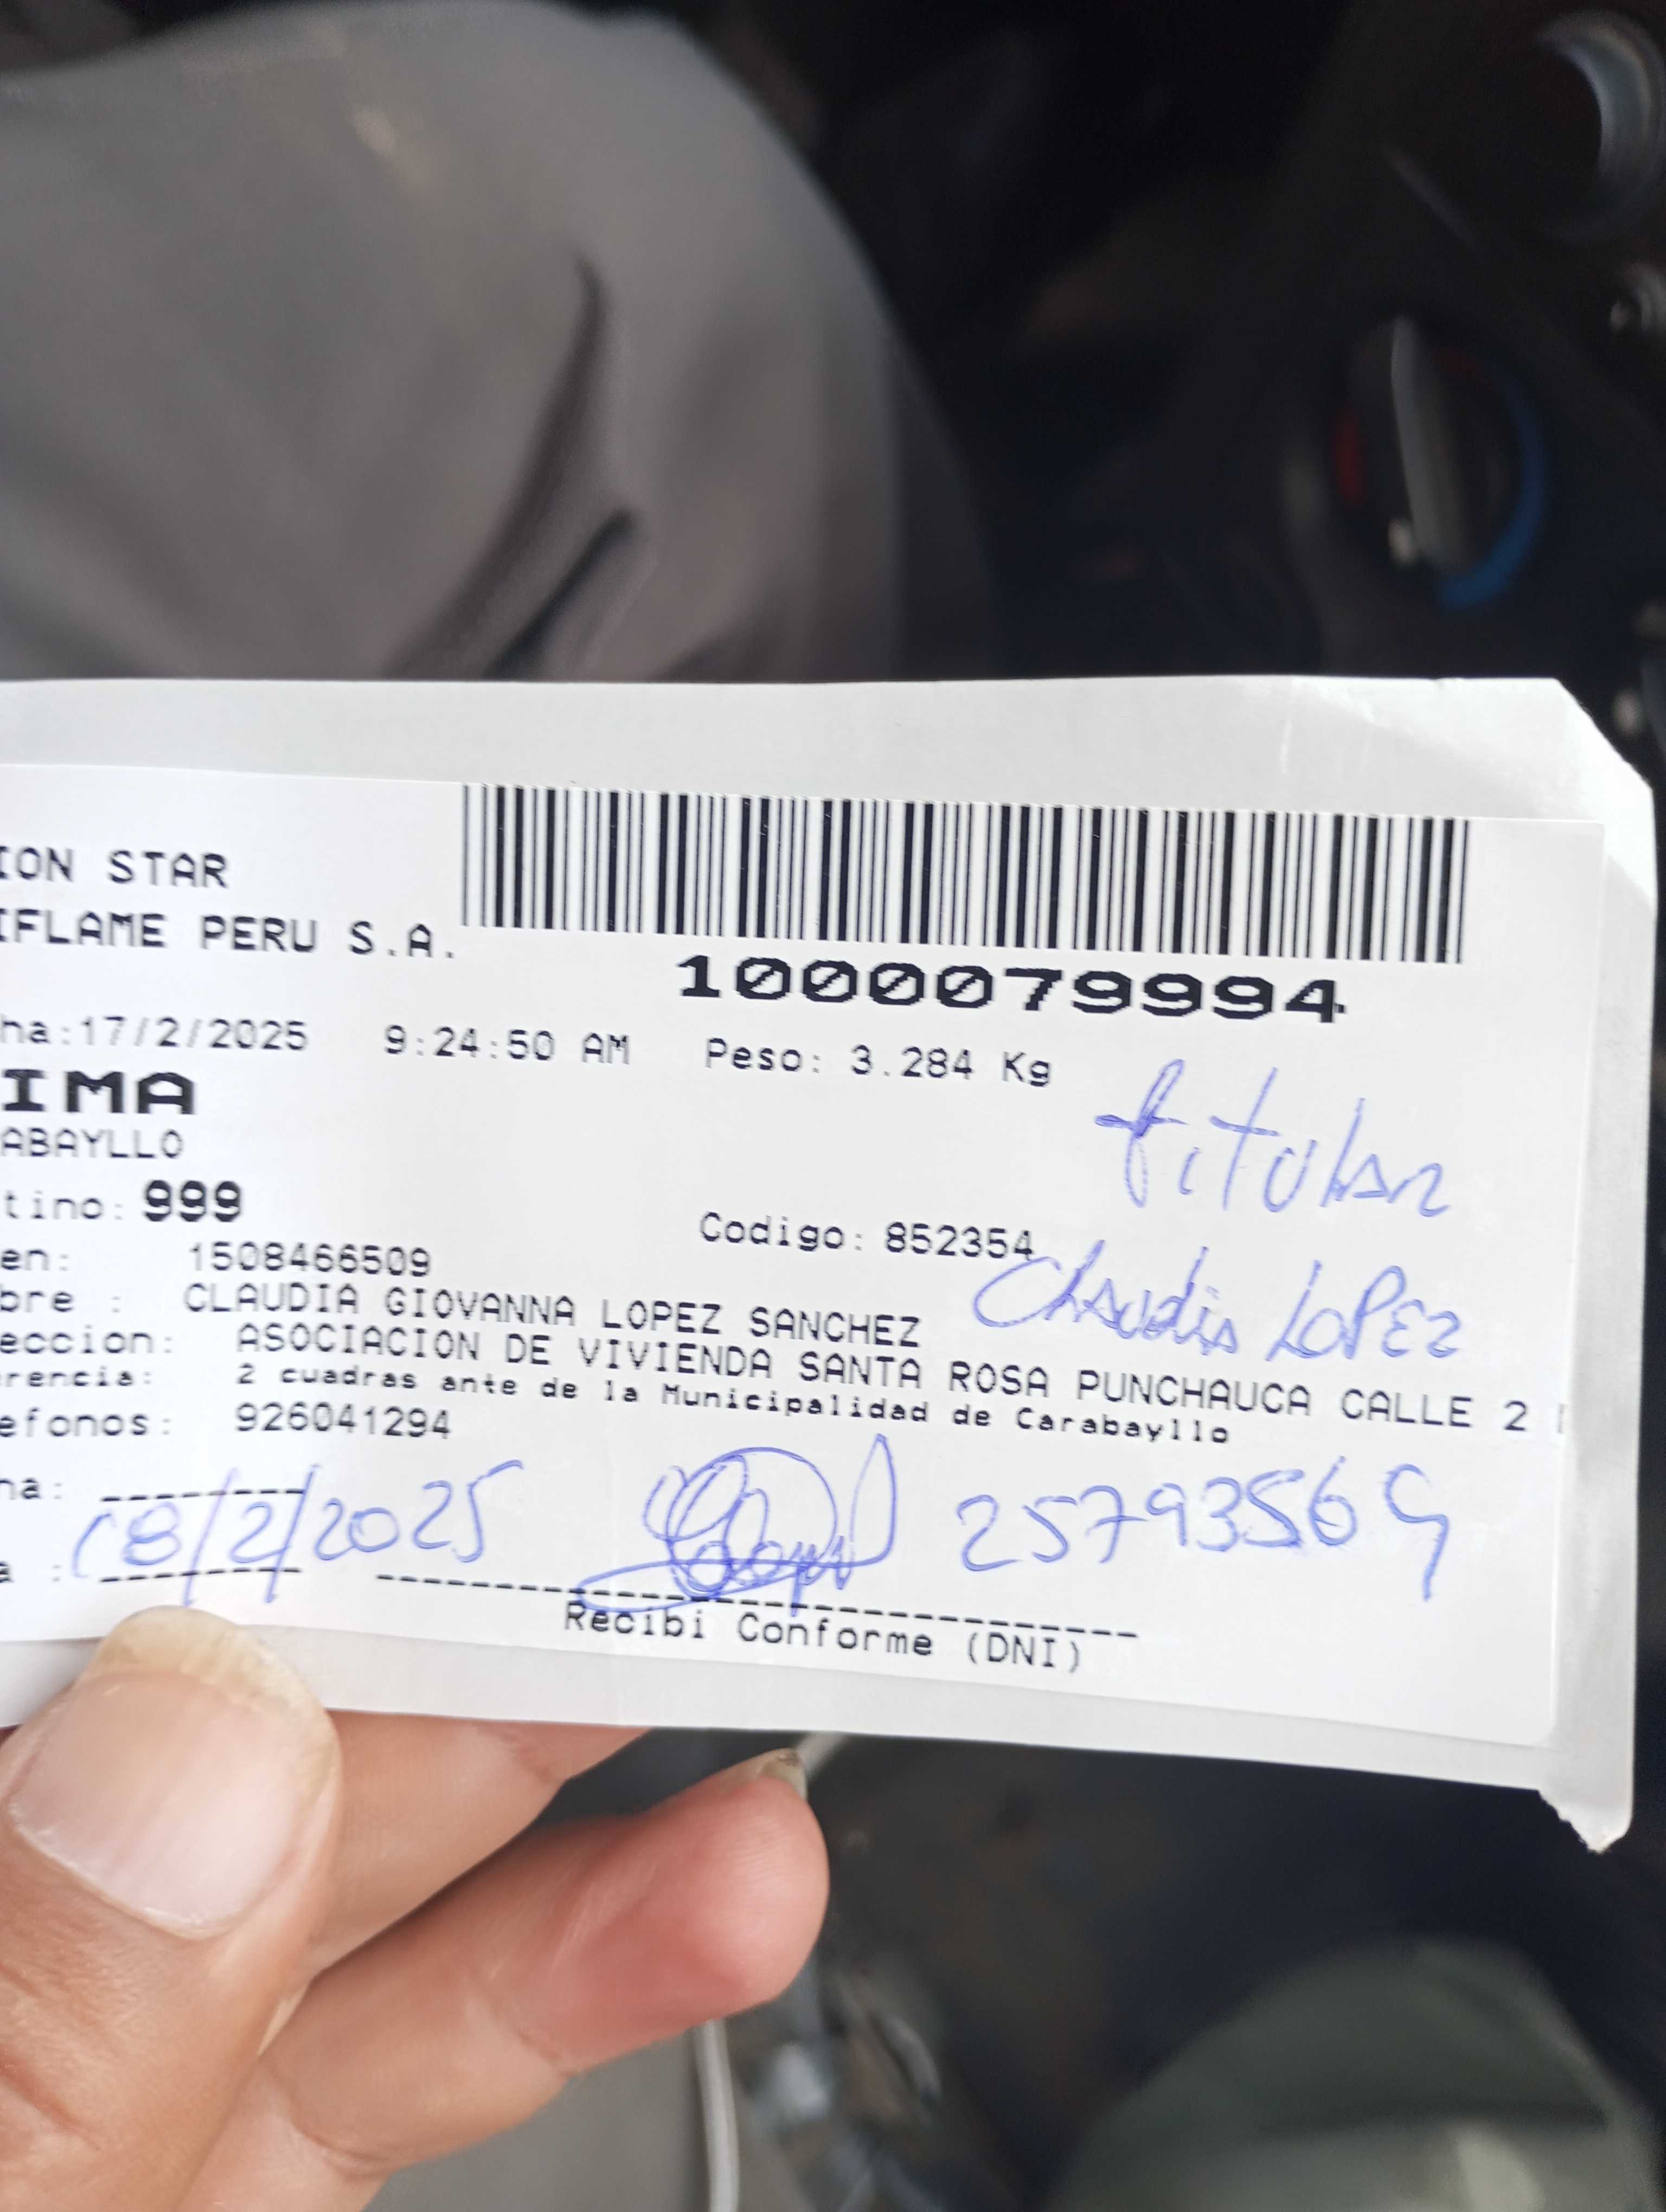 ION STAR
IFLAME PERU S.A.
1000079994
ha:17/2/2025 9:24:50 AM Peso: 3.284 Kg
IMA
ABAYLLO
titular
tino: 999
Codigo: 852354
en: 1508466509
bre : CLAUDIA GIOVANNA LOPEZ SANCHEZ
Claudia LOPEZ
eccion: ASOCIACION DE VIVIENDA SANTA ROSA PUNCHAUCA CALLE 2
rencia: 2 cuadras ante de la Municipalidad de Carabayllo
efonos: 926041294
na:
18/2/2025
25793569
a :
Recibi Conforme (DNI)